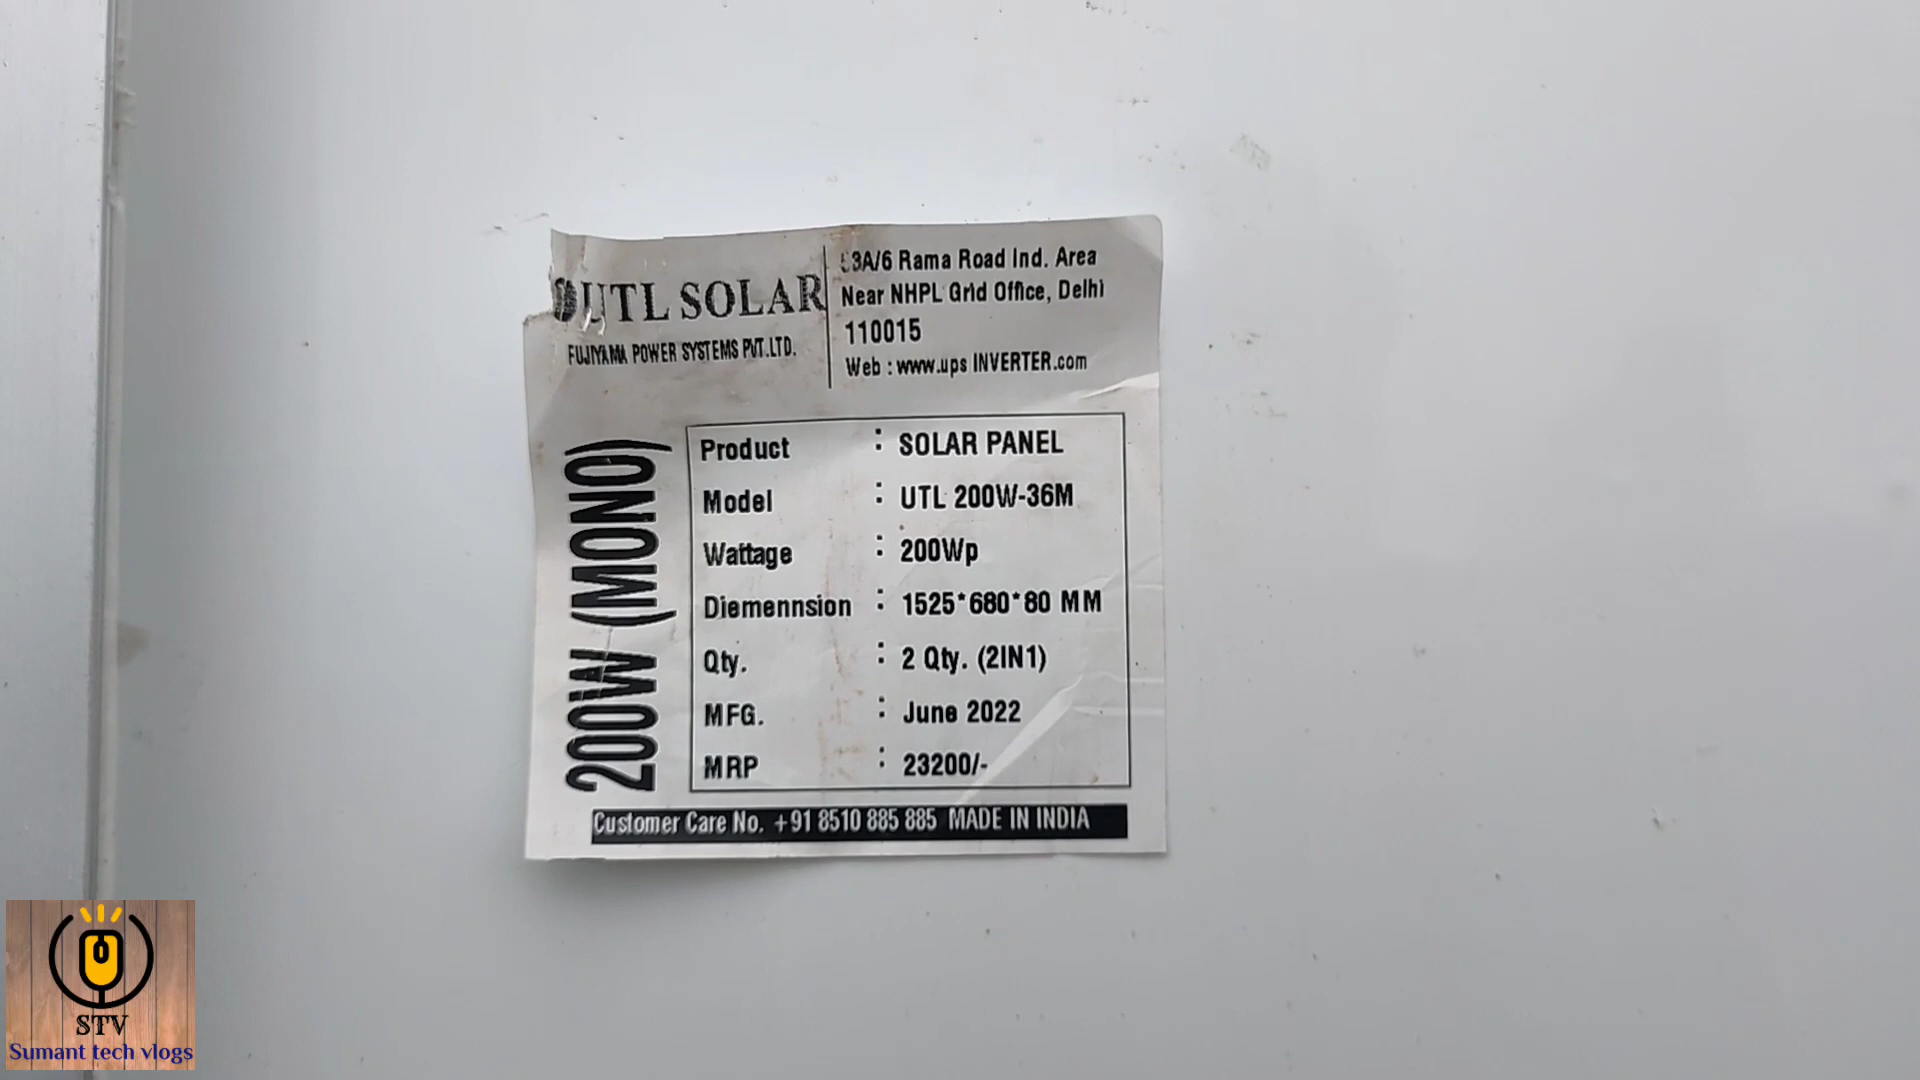 UTL SOLAR
FUJIYAMA POWER SYSTEMS PVT.LTD.
3A/6 Rama Road Ind. Area
Near NHPL Grid Office, Delhi
110015
Web : www.ups INVERTER.com
200W (MONO)
Product : SOLAR PANEL
Model : UTL 200W-36M
Wattage : 200Wp
Diemennsion : 1525*680*80 MM
Qty. : 2 Qty. (2IN1)
MFG. : June 2022
MRP : 23200/-
Customer Care No. +91 8510 885 885 MADE IN INDIA
STV
Sumant tech vlogs